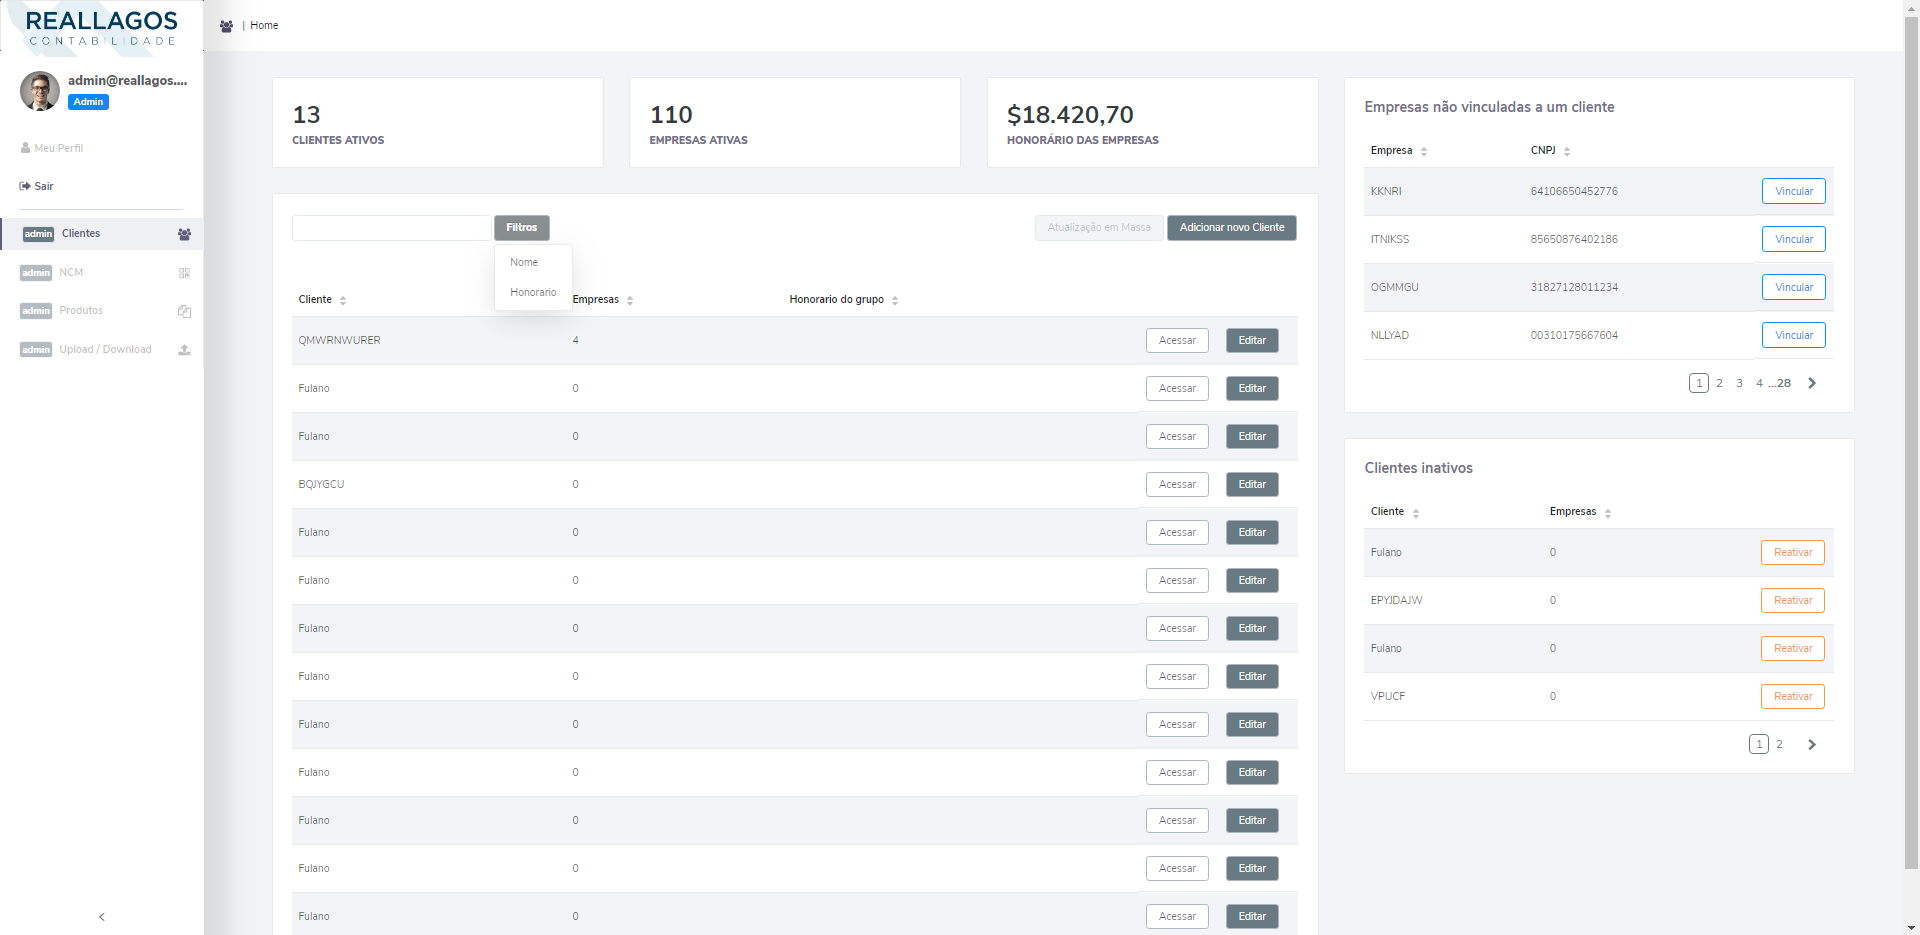 REALLAGOS
CONTABILIDADE
| Home
admin@reallagos....
Admin
Meu Perfil
Sair
admin Clientes
admin NCM
admin Produtos
admin Upload / Download
13
CLIENTES ATIVOS
110
EMPRESAS ATIVAS
$18.420,70
HONORÁRIO DAS EMPRESAS
Filtros
Nome
Honorario
Atualização em Massa
Adicionar novo Cliente
Cliente Empresas Honorario do grupo
QMWRNWURER 4 Acessar Editar
Fulano 0 Acessar Editar
Fulano 0 Acessar Editar
BQJYGCU 0 Acessar Editar
Fulano 0 Acessar Editar
Fulano 0 Acessar Editar
Fulano 0 Acessar Editar
Fulano 0 Acessar Editar
Fulano 0 Acessar Editar
Fulano 0 Acessar Editar
Fulano 0 Acessar Editar
Fulano 0 Acessar Editar
Fulano 0 Acessar Editar
Empresas não vinculadas a um cliente
Empresa CNPJ
KKNRI 64106650452776 Vincular
ITNIKSS 85650876402186 Vincular
OGMMGU 31827128011234 Vincular
NLLYAD 00310175667604 Vincular
1 2 3 4 ...28
Clientes inativos
Cliente Empresas
Fulano 0 Reativar
EPYJDAJW 0 Reativar
Fulano 0 Reativar
VPUCF 0 Reativar
1 2